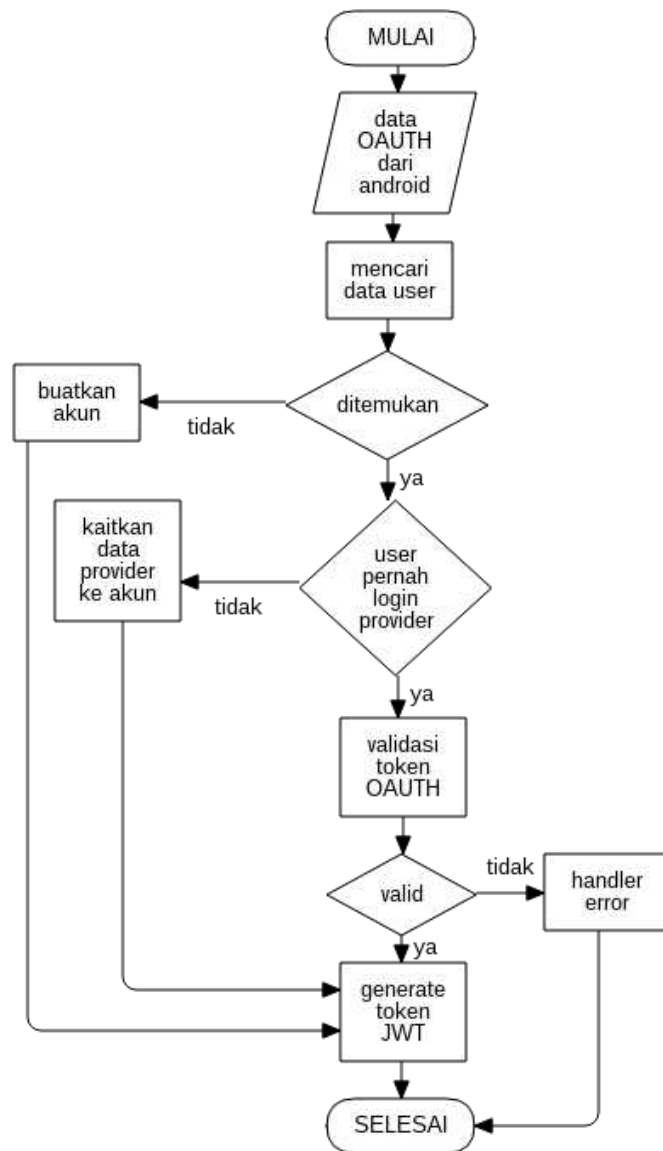 MULAI
data
OAUTH
dari
android
mencari
data user
ditemukan
tidak
buatkan
akun
ya
user
pernah
login
provider
tidak
kaitkan
data
provider
ke akun
ya
validasi
token
OAUTH
valid
tidak
handler
error
ya
generate
token
JWT
SELESAI